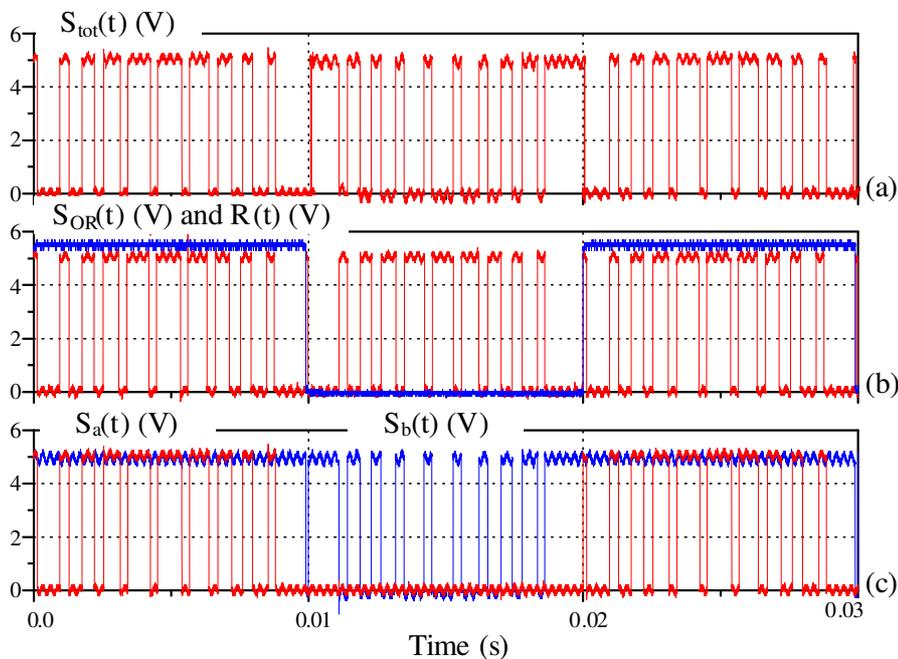 S_tot(t) (V)
6
4
2
0
(a)
S_OR(t) (V) and R(t) (V)
6
4
2
0
(b)
S_a(t) (V) S_b(t) (V)
6
4
2
0
(c)
0.0 0.01 0.02 0.03
Time (s)